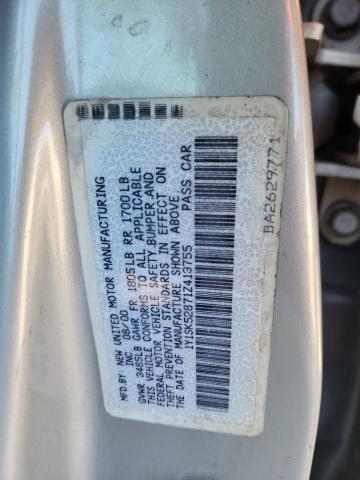 MFD BY: NEW UNITED MOTOR MANUFACTURING
INC. 08/00
GVWR 3485LB GAWR FR 1805LB RR 1700LB
THIS VEHICLE CONFORMS TO ALL APPLICABLE
FEDERAL MOTOR VEHICLE SAFETY, BUMPER AND
THEFT PREVENTION STANDARDS IN EFFECT ON
THE DATE OF MANUFACTURE SHOWN ABOVE
1Y1SK52871Z413755 PASS CAR
BA2629771